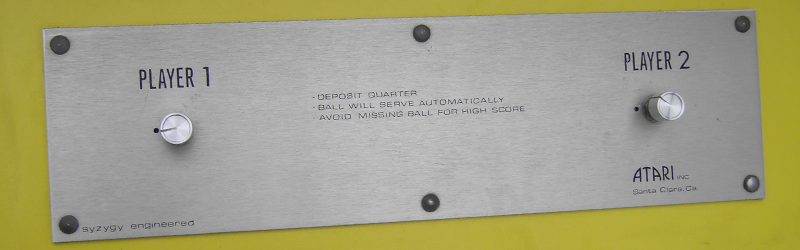 PLAYER 1
PLAYER 2
-DEPOSIT QUARTER
-BALL WILL SERVE AUTOMATICALLY
AVOID MISSING BALL FOR HIGH SCORE
ATARI INC
Santa Clara, Ca.
syzygy engineered